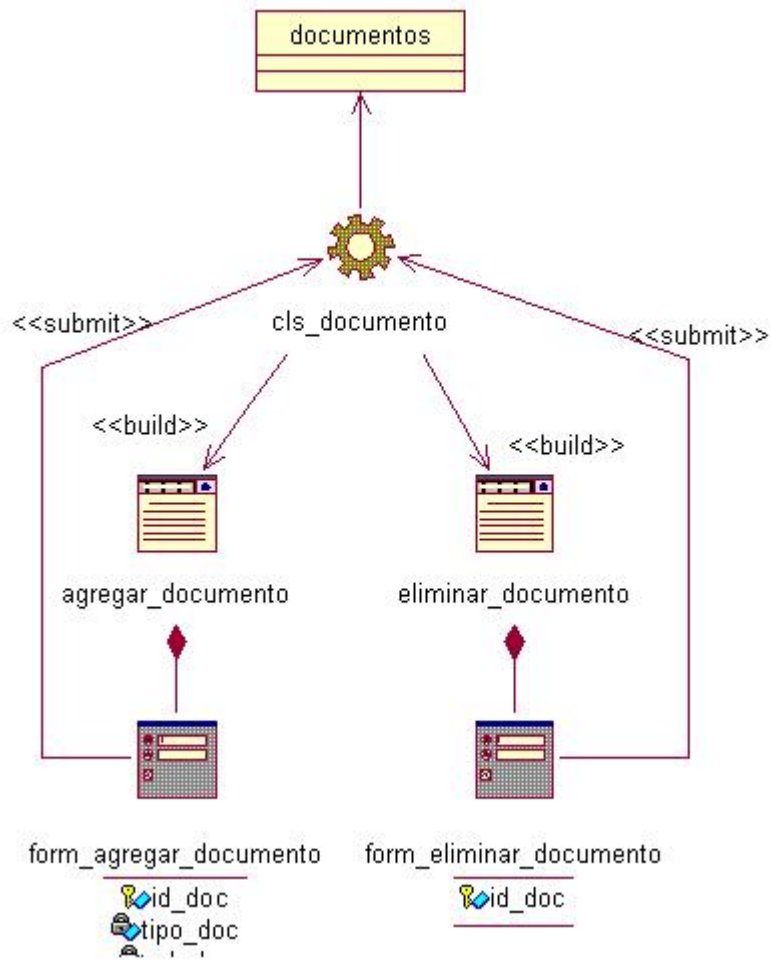 documentos
<<submit>>
cls_documento
<<submit>>
<<build>>
<<build>>
agregar_documento
eliminar_documento
form_agregar_documento
form_eliminar_documento
id_doc
id_doc
tipo_doc